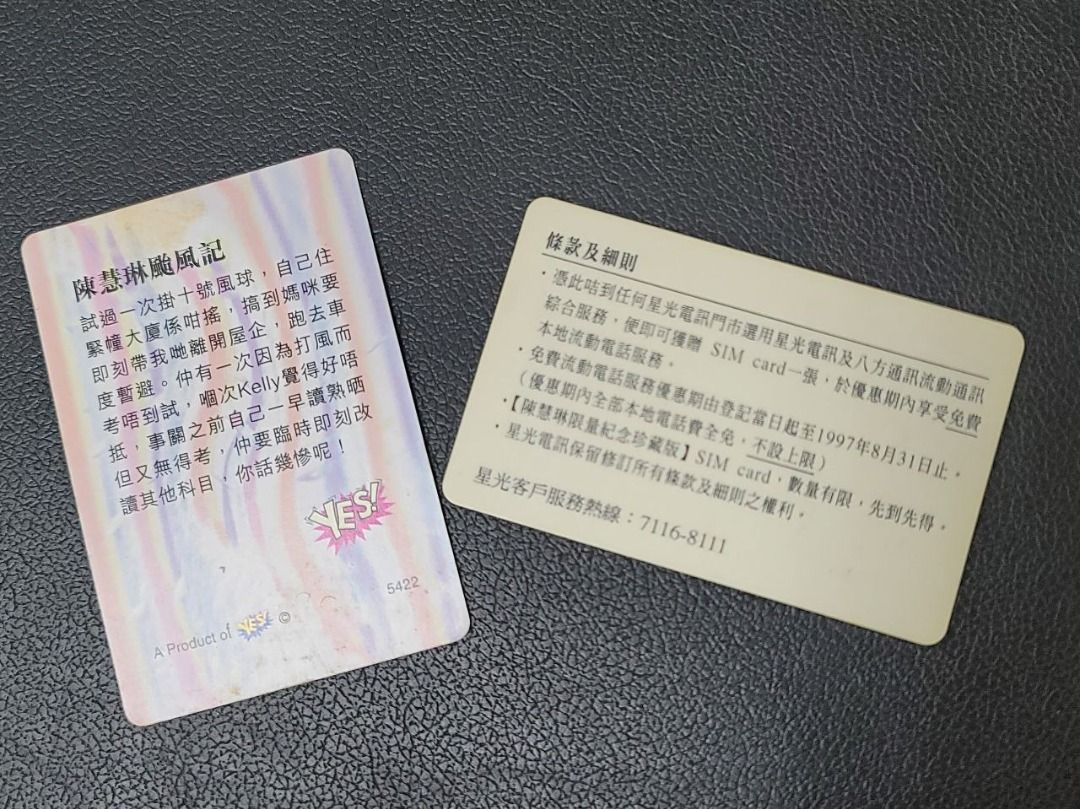 陳慧琳颱風記
試過一次掛十號風球，自己住
緊幢大廈係咁搖，搞到媽咪要
即刻帶我哋離開屋企，跑去車
度暫避。仲有一次因為打風而
考唔到試，嗰次Kelly覺得好唔
抵，事關之前自己一早讀熟晒
但又無得考，仲要臨時即刻改
讀其他科目，你話幾慘呢！
YES!
5422
A Product of YES! ©
條款及細則
·憑此咭到任何星光電訊門市選用星光電訊及八方通訊流動通訊
綜合服務，便即可獲贈 SIM card一張，於優惠期內享受免費
本地流動電話服務。
·免費流動電話服務優惠期由登記當日起至1997年8月31日止。
（優惠期內全部本地電話費全免，不設上限）
·【陳慧琳限量紀念珍藏版】SIM card，數量有限，先到先得。
·星光電訊保留修訂所有條款及細則之權利。
星光客戶服務熱線：7116-8111